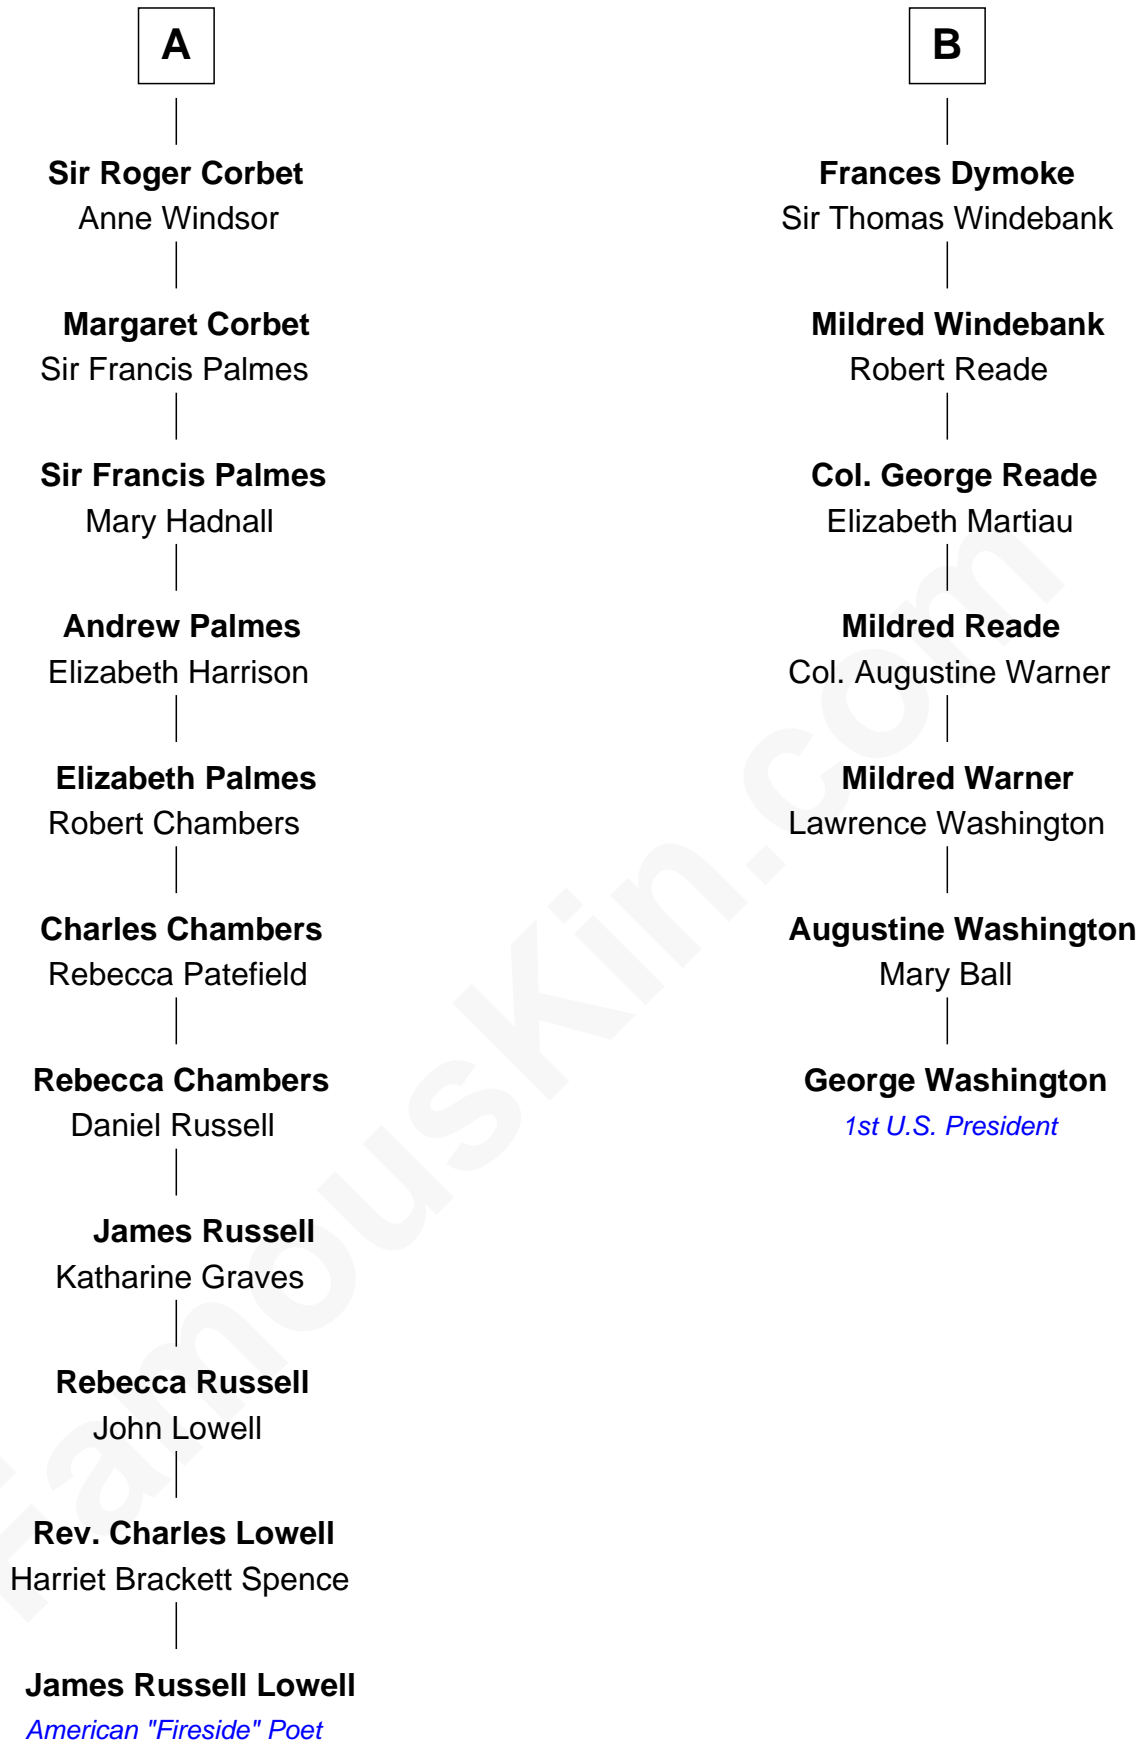 A
Sir Roger Corbet
Anne Windsor
Margaret Corbet
Sir Francis Palmes
Sir Francis Palmes
Mary Hadnall
Andrew Palmes
Elizabeth Harrison
Elizabeth Palmes
Robert Chambers
Charles Chambers
Rebecca Patefield
Rebecca Chambers
Daniel Russell
James Russell
Katharine Graves
Rebecca Russell
John Lowell
Rev. Charles Lowell
Harriet Brackett Spence
James Russell Lowell
American "Fireside" Poet
B
Frances Dymoke
Sir Thomas Windebank
Mildred Windebank
Robert Reade
Col. George Reade
Elizabeth Martiau
Mildred Reade
Col. Augustine Warner
Mildred Warner
Lawrence Washington
Augustine Washington
Mary Ball
George Washington
1st U.S. President
FamousKin.com